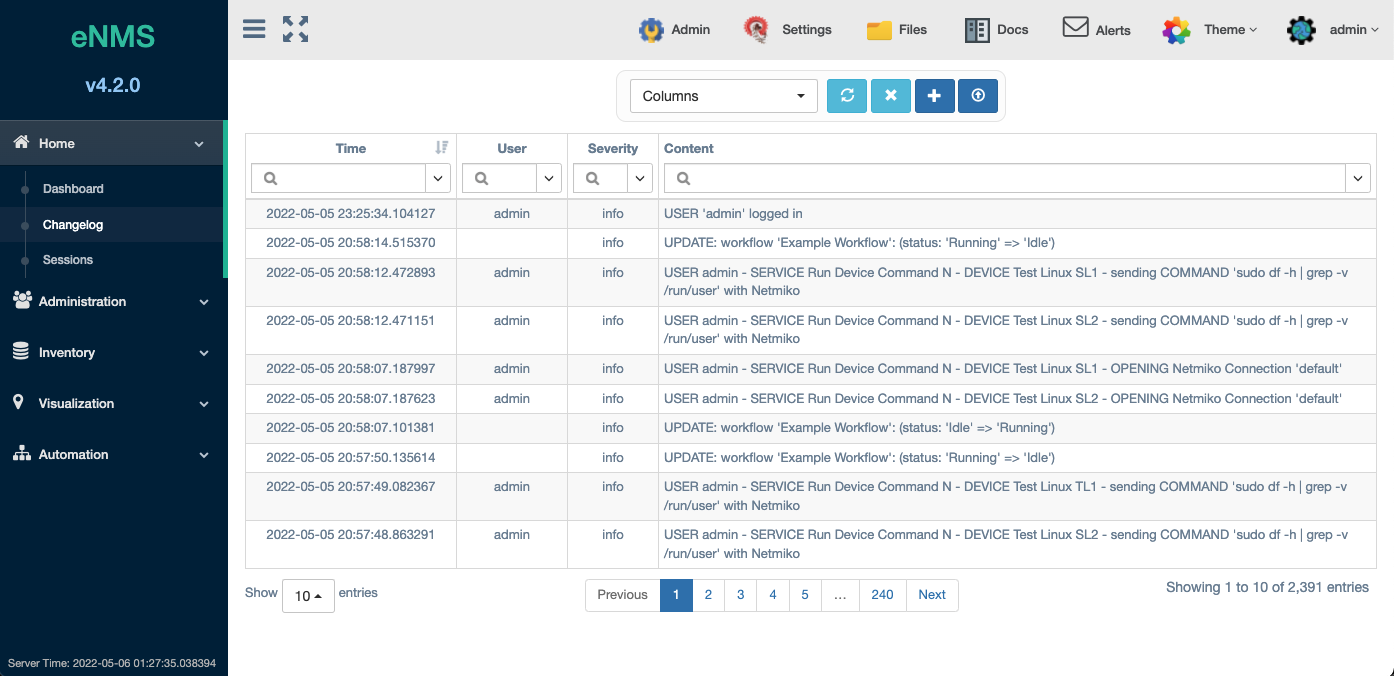 eNMS
v4.2.0
Home
Dashboard
Changelog
Sessions
Administration
Inventory
Visualization
Automation
Server Time: 2022-05-06 01:27:35.038394
Admin Settings Files Docs Alerts Theme admin
Columns
Time User Severity Content
2022-05-05 23:25:34.104127 admin info USER 'admin' logged in
2022-05-05 20:58:14.515370 info UPDATE: workflow 'Example Workflow': (status: 'Running' => 'Idle')
2022-05-05 20:58:12.472893 admin info USER admin - SERVICE Run Device Command N - DEVICE Test Linux SL1 - sending COMMAND 'sudo df -h | grep -v
/run/user' with Netmiko
2022-05-05 20:58:12.471151 admin info USER admin - SERVICE Run Device Command N - DEVICE Test Linux SL2 - sending COMMAND 'sudo df -h | grep -v
/run/user' with Netmiko
2022-05-05 20:58:07.187997 admin info USER admin - SERVICE Run Device Command N - DEVICE Test Linux SL1 - OPENING Netmiko Connection 'default'
2022-05-05 20:58:07.187623 admin info USER admin - SERVICE Run Device Command N - DEVICE Test Linux SL2 - OPENING Netmiko Connection 'default'
2022-05-05 20:58:07.101381 info UPDATE: workflow 'Example Workflow': (status: 'Idle' => 'Running')
2022-05-05 20:57:50.135614 info UPDATE: workflow 'Example Workflow': (status: 'Running' => 'Idle')
2022-05-05 20:57:49.082367 admin info USER admin - SERVICE Run Device Command N - DEVICE Test Linux TL1 - sending COMMAND 'sudo df -h | grep -v
/run/user' with Netmiko
2022-05-05 20:57:48.863291 admin info USER admin - SERVICE Run Device Command N - DEVICE Test Linux SL2 - sending COMMAND 'sudo df -h | grep -v
/run/user' with Netmiko
Show 10 entries
Previous 1 2 3 4 5 ... 240 Next
Showing 1 to 10 of 2,391 entries